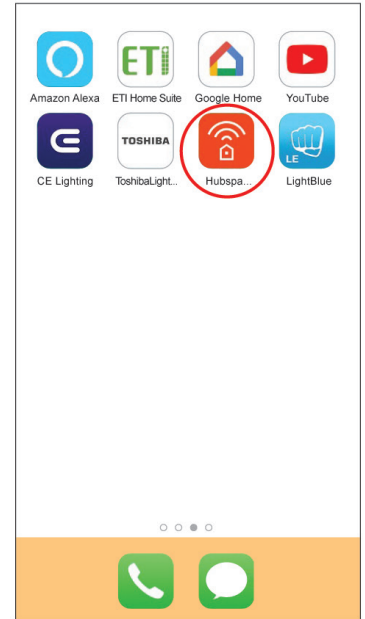 ETi
Amazon Alexa ETI Home Suite Google Home YouTube
C TOSHIBA LE
CE Lighting ToshibaLight... Hubspa... LightBlue